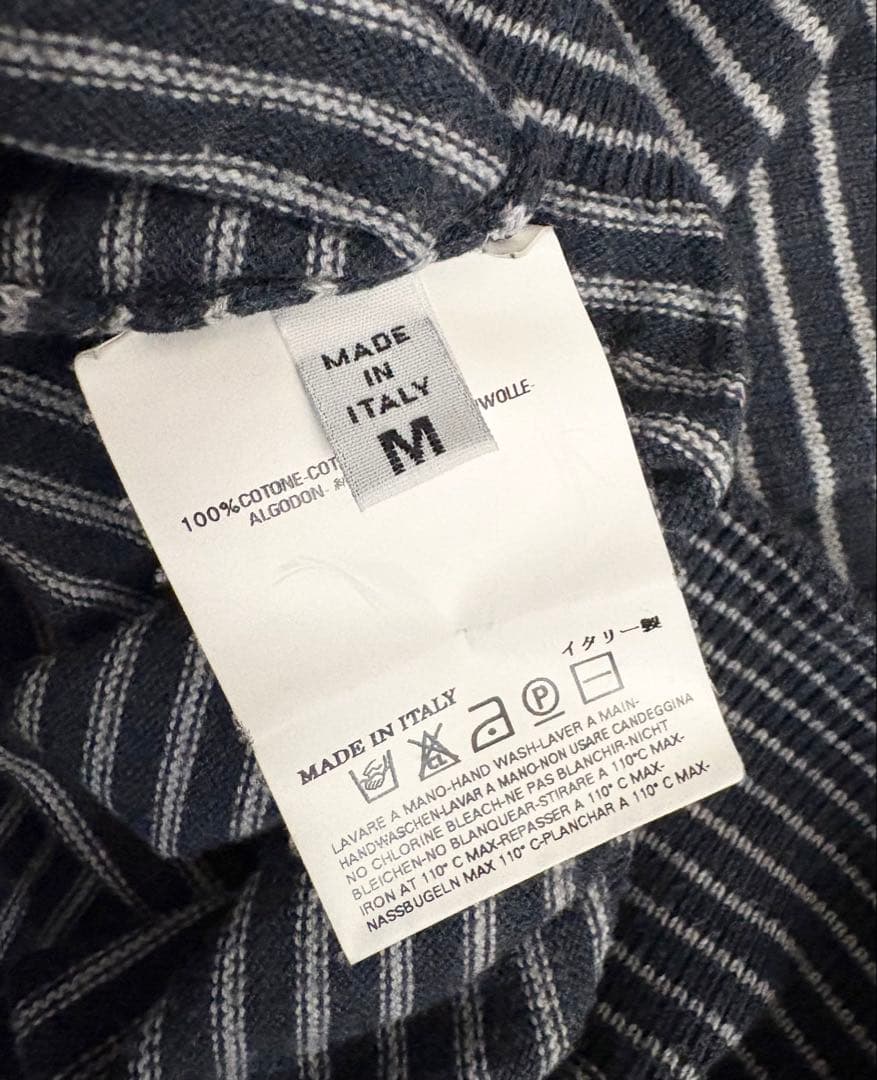 MADE
IN
ITALY
M
100%COTONE-COT
WOLLE-
ALGODON-
イタリー製
MADE IN ITALY
CL
P
LAVARE A MANO-HAND WASH-LAVER A MAIN-
HANDWASCHEN-LAVAR A MANO-NON USARE CANDEGGINA
NO CHLORINE BLEACH-NE PAS BLANCHIR-NICHT
BLEICHEN-NO BLANQUEAR-STIRARE A 110°C MAX-
IRON AT 110° C MAX-REPASSER A 110° C MAX-
NASSBUGELN MAX 110° C-PLANCHAR A 110° C MAX-